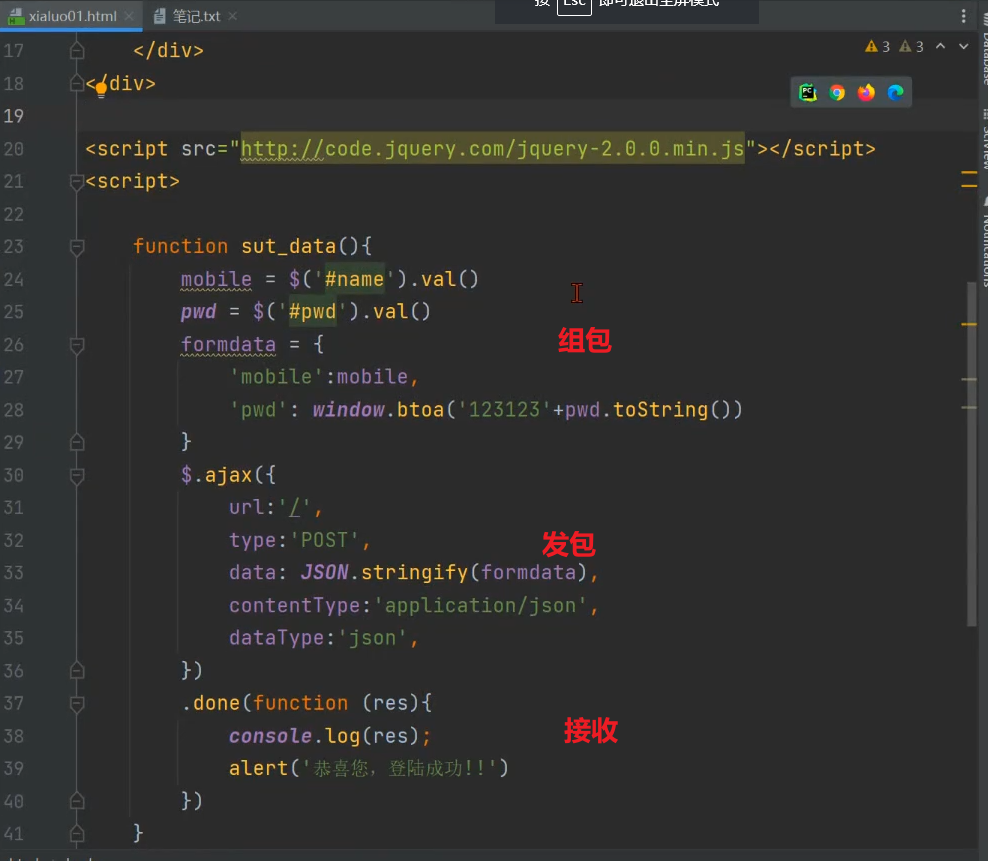 xialuo01.html
笔记.txt
按 Esc 即可退出全屏模式
17 </div>
3 3
18 </div>
19
20 <script src="http://code.jquery.com/jquery-2.0.0.min.js"></script>
21 <script>
22
23 function sut_data(){
24 mobile = $('#name').val()
25 pwd = $('#pwd').val()
26 formdata = {
组包
27 'mobile':mobile,
28 'pwd': window.btoa('123123'+pwd.toString())
29 }
30 $.ajax({
31 url:'/',
32 type:'POST',
发包
33 data: JSON.stringify(formdata),
34 contentType:'application/json',
35 dataType:'json',
36 })
37 .done(function (res){
38 console.log(res);
接收
39 alert('恭喜您，登陆成功!!')
40 })
41 }
Database
SciView
Notifications